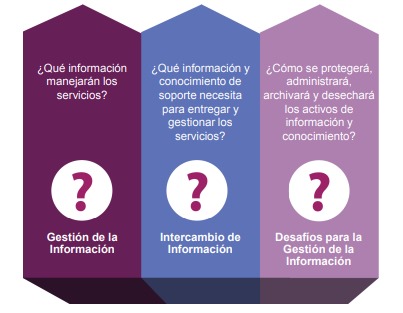 ¿Qué información
manejarán los
servicios?
?
Gestión de la
Información
¿Qué información y
conocimiento de
soporte necesita
para entregar y
gestionar los
servicios?
?
Intercambio de
Información
¿Cómo se protegerá,
administrará,
archivará y desechará
los activos de
información y
conocimiento?
?
Desafíos para la
Gestión de la
Información